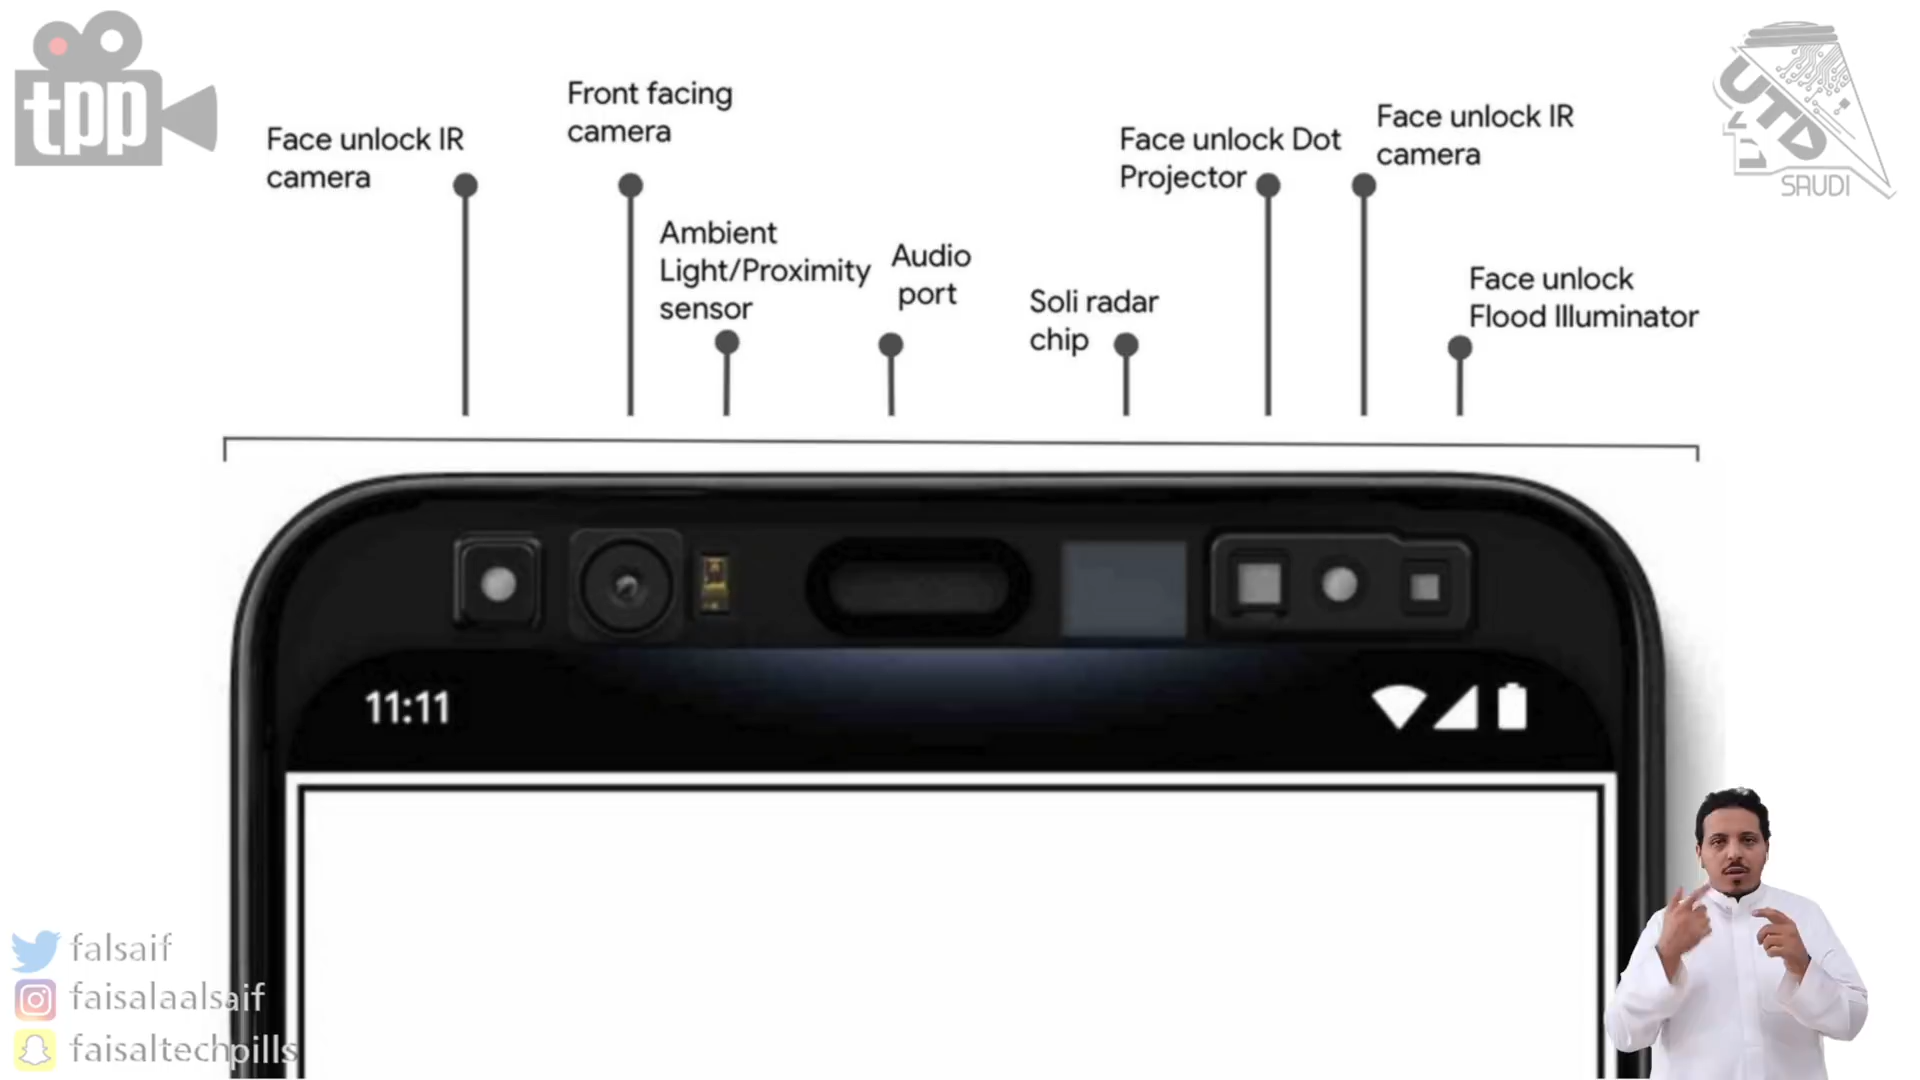 tpp
Face unlock IR
camera
Front facing
camera
Ambient
Light/Proximity
sensor
Audio
port
Soli radar
chip
Face unlock Dot
Projector
Face unlock IR
camera
Face unlock
Flood Illuminator
UTD
SAUDI
11:11
falsaif
faisalaalsaif
faisaltechpills